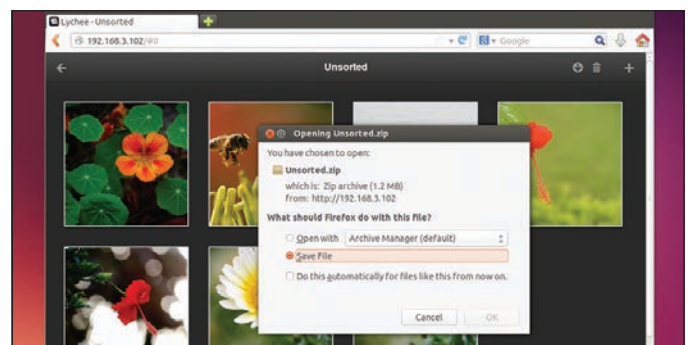 Lychee - Unsorted
192.168.3.102/#0
Google
Unsorted
Opening Unsorted.zip
You have chosen to open:
Unsorted.zip
which is: Zip archive (1.2 MB)
from: http://192.168.3.102
What should Firefox do with this file?
Open with Archive Manager (default)
Save File
Do this automatically for files like this from now on.
Cancel OK